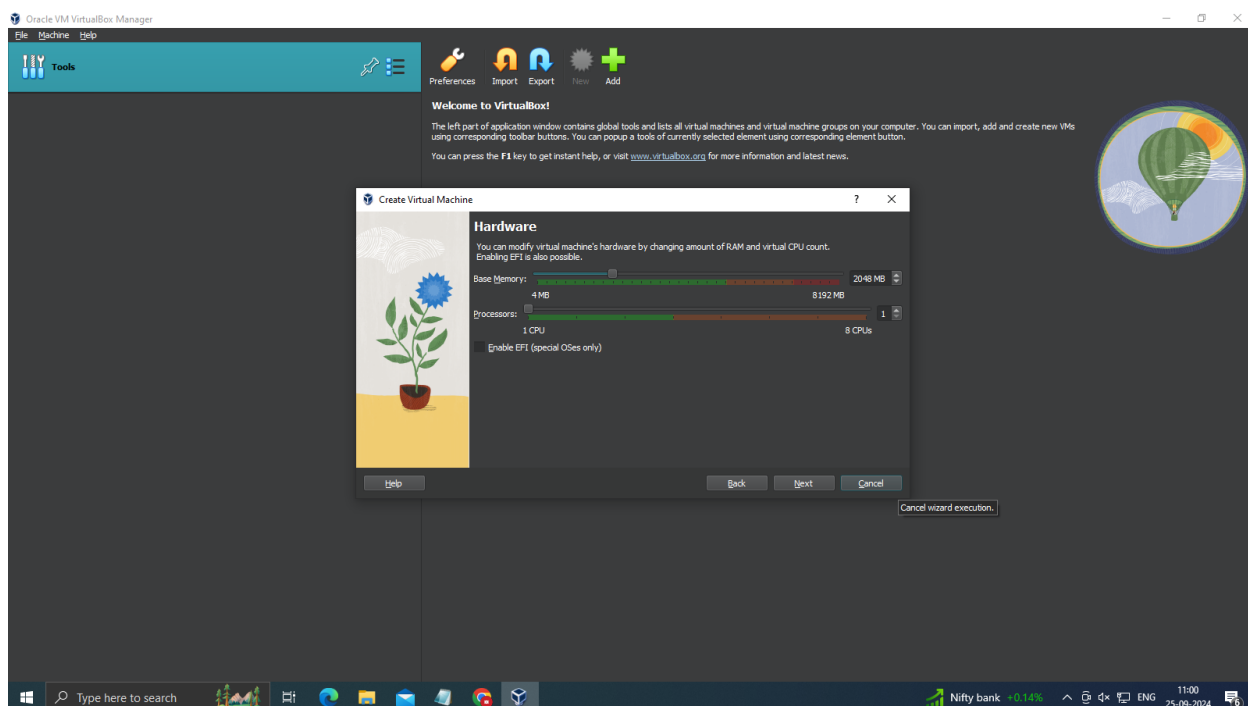 Oracle VM VirtualBox Manager
File Machine Help
Tools
Preferences Import Export New Add
Welcome to VirtualBox!
The left part of application window contains global tools and lists all virtual machines and virtual machine groups on your computer. You can import, add and create new VMs
using corresponding toolbar buttons. You can popup a tools of currently selected element using corresponding element button.
You can press the F1 key to get instant help, or visit www.virtualbox.org for more information and latest news.
Create Virtual Machine ?
Hardware
You can modify virtual machine's hardware by changing amount of RAM and virtual CPU count.
Enabling EFI is also possible.
Base Memory: 2048 MB
4 MB 8192 MB
Processors: 1
1 CPU 8 CPUs
Enable EFI (special OSes only)
Help Back Next Cancel
Cancel wizard execution.
Type here to search Nifty bank +0.14% ENG 11:00
25-09-2024 6